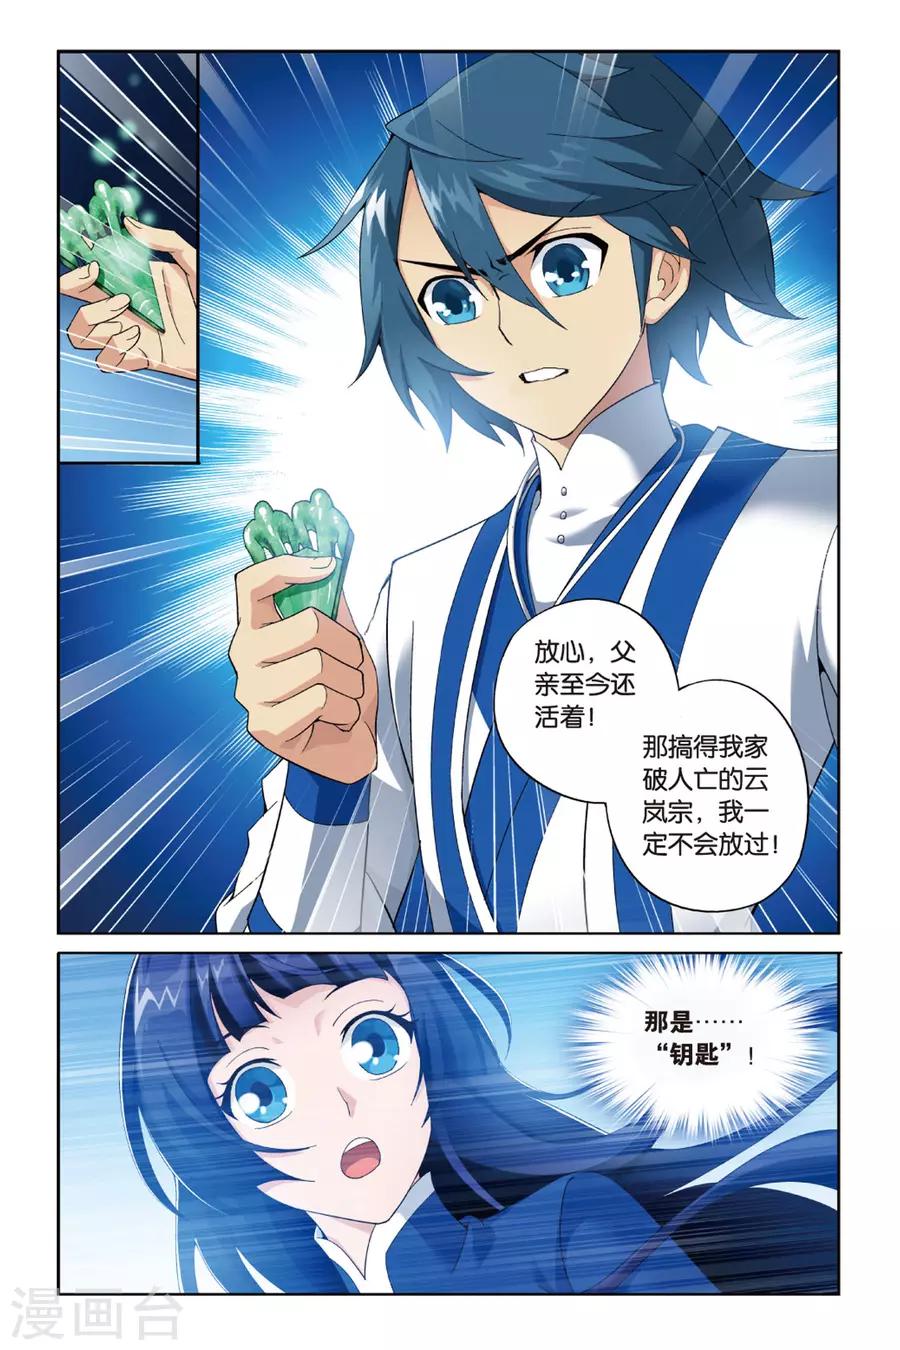 放心，父
亲至今还
活着！
那搞得我家
破人亡的云
岚宗，我一
定不会放过！
那是……
“钥匙”！
漫画台